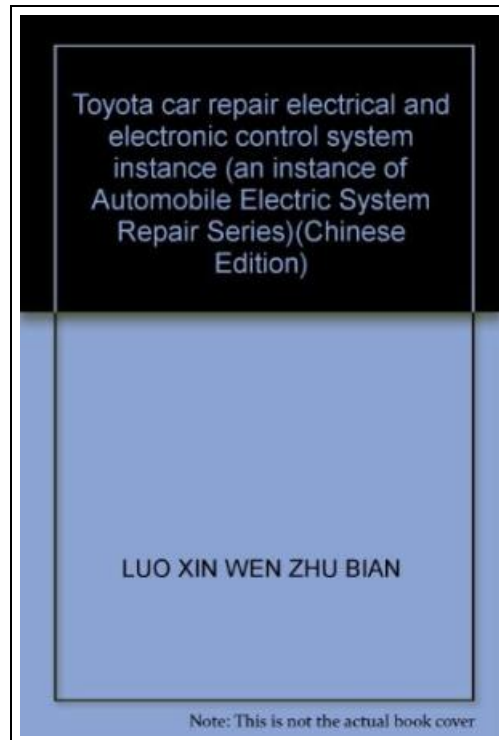 Toyota car repair electrical and
electronic control system
instance (an instance of
Automobile Electric System
Repair Series)(Chinese
Edition)
LUO XIN WEN ZHU BIAN
Note: This is not the actual book cover